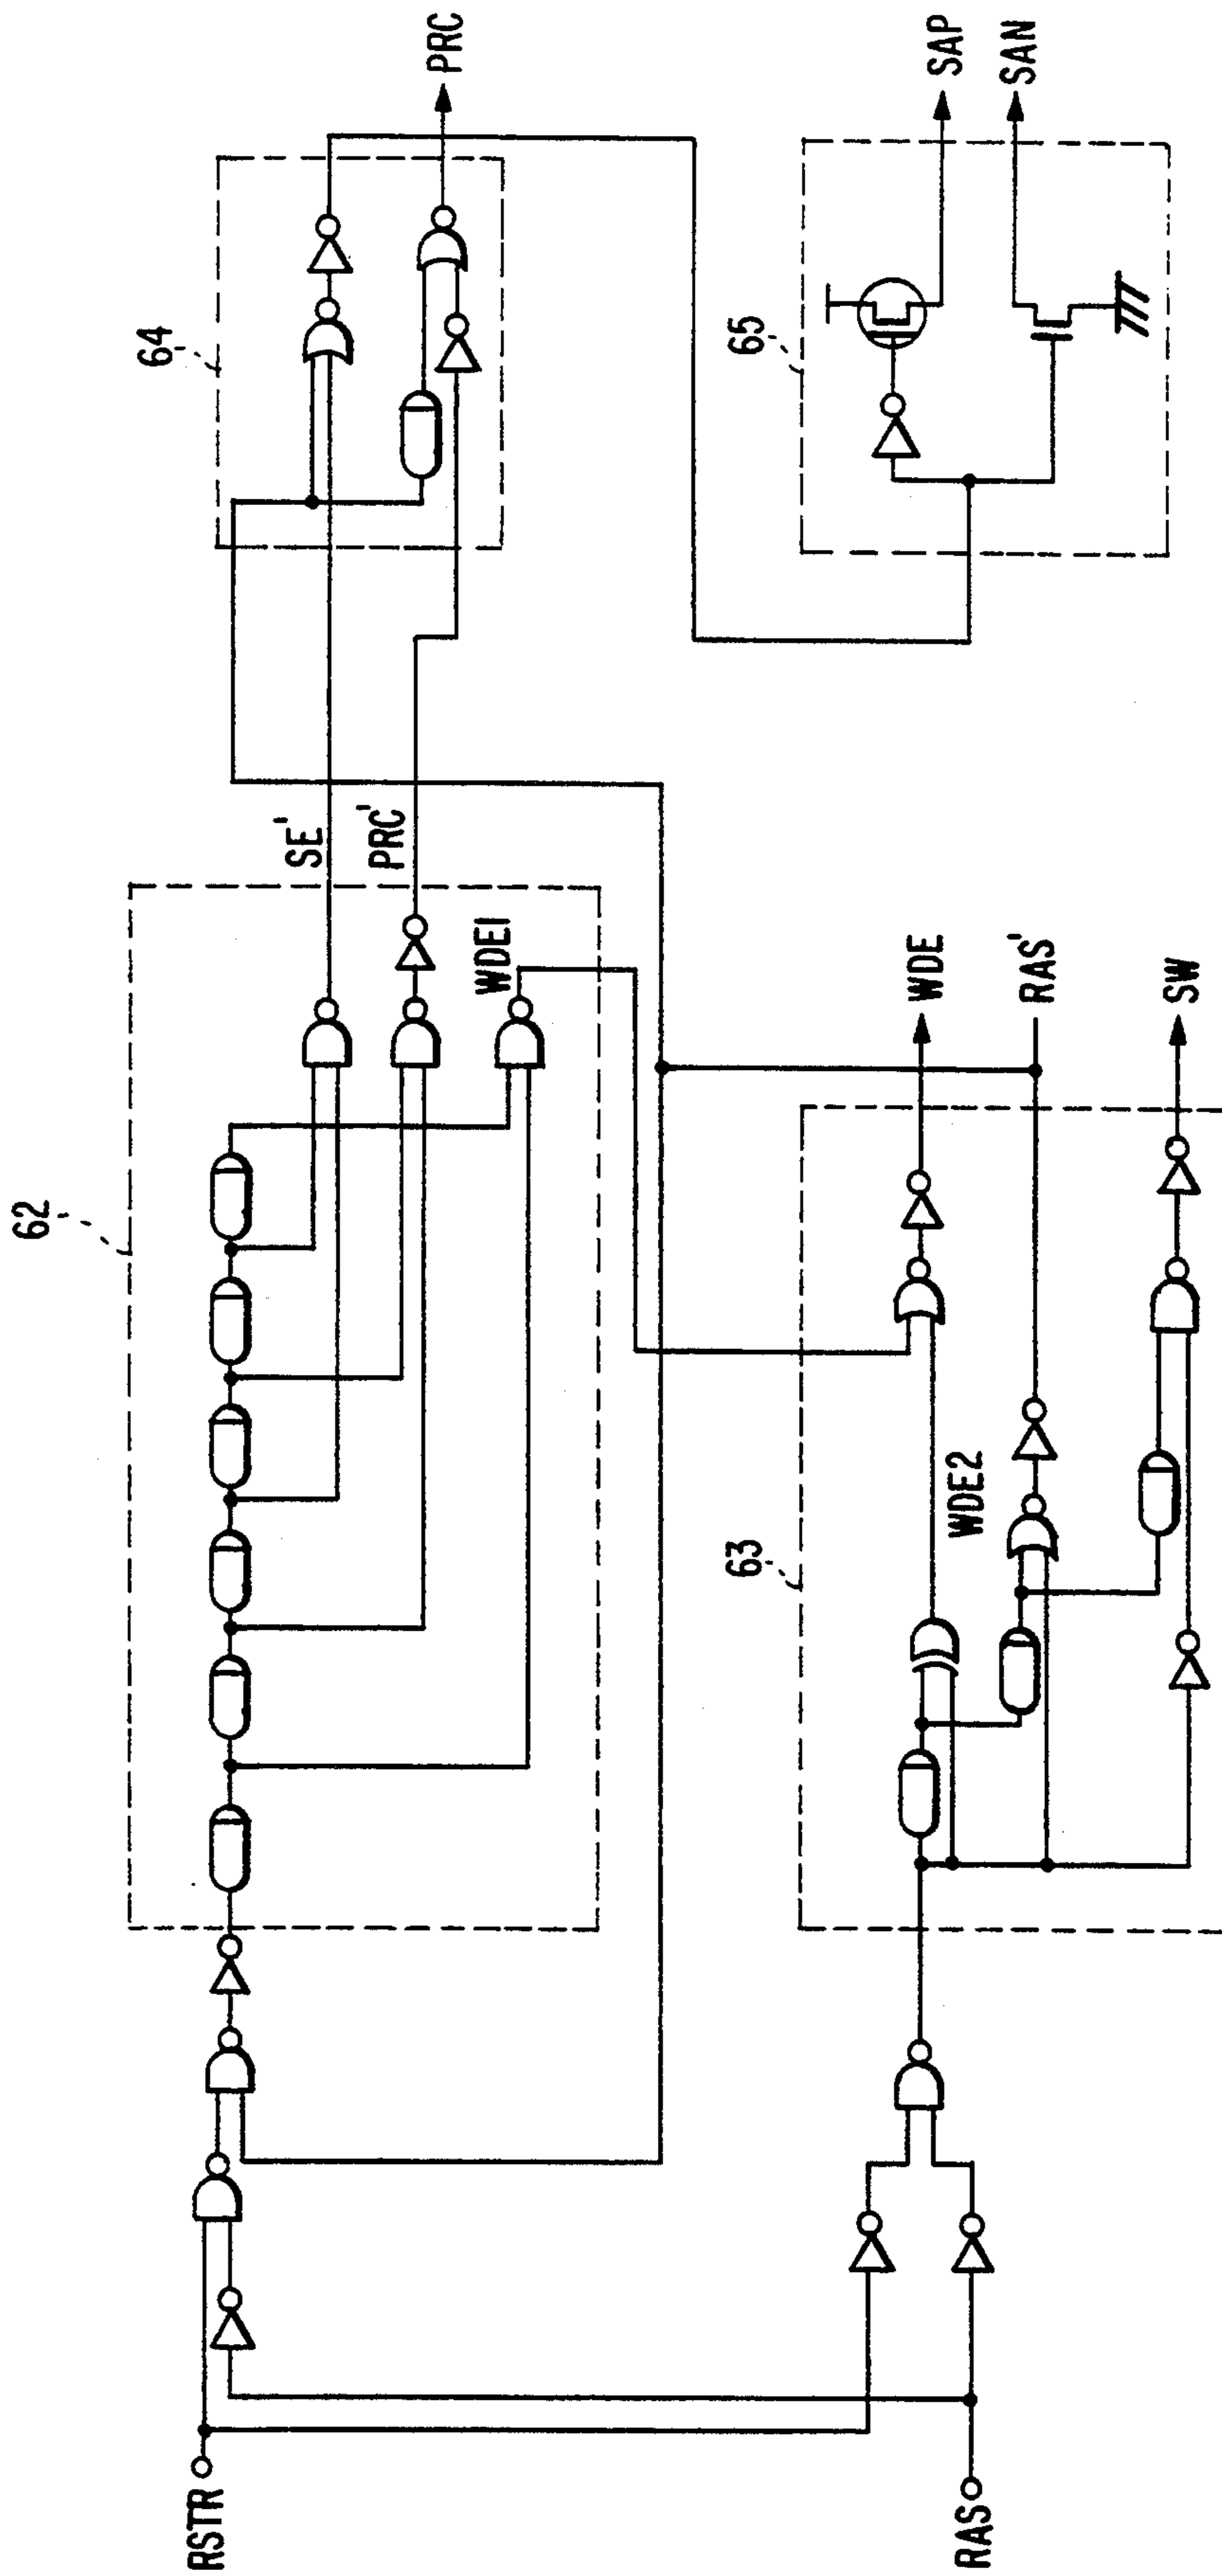 RSTR
RAS
62
SE'
PRC'
WDE1
64
PRC
63
WDE2
WDE
RAS'
SW
65
SAP
SAN